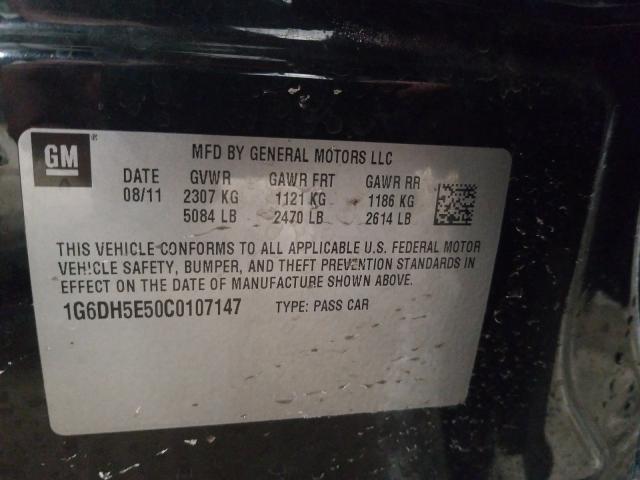 GM ®
MFD BY GENERAL MOTORS LLC
DATE GVWR GAWR FRT GAWR RR
08/11 2307 KG 1121 KG 1186 KG
5084 LB 2470 LB 2614 LB
THIS VEHICLE CONFORMS TO ALL APPLICABLE U.S. FEDERAL MOTOR
VEHICLE SAFETY, BUMPER, AND THEFT PREVENTION STANDARDS IN
EFFECT ON THE DATE OF MANUFACTURE SHOWN ABOVE.
1G6DH5E50C0107147 TYPE: PASS CAR